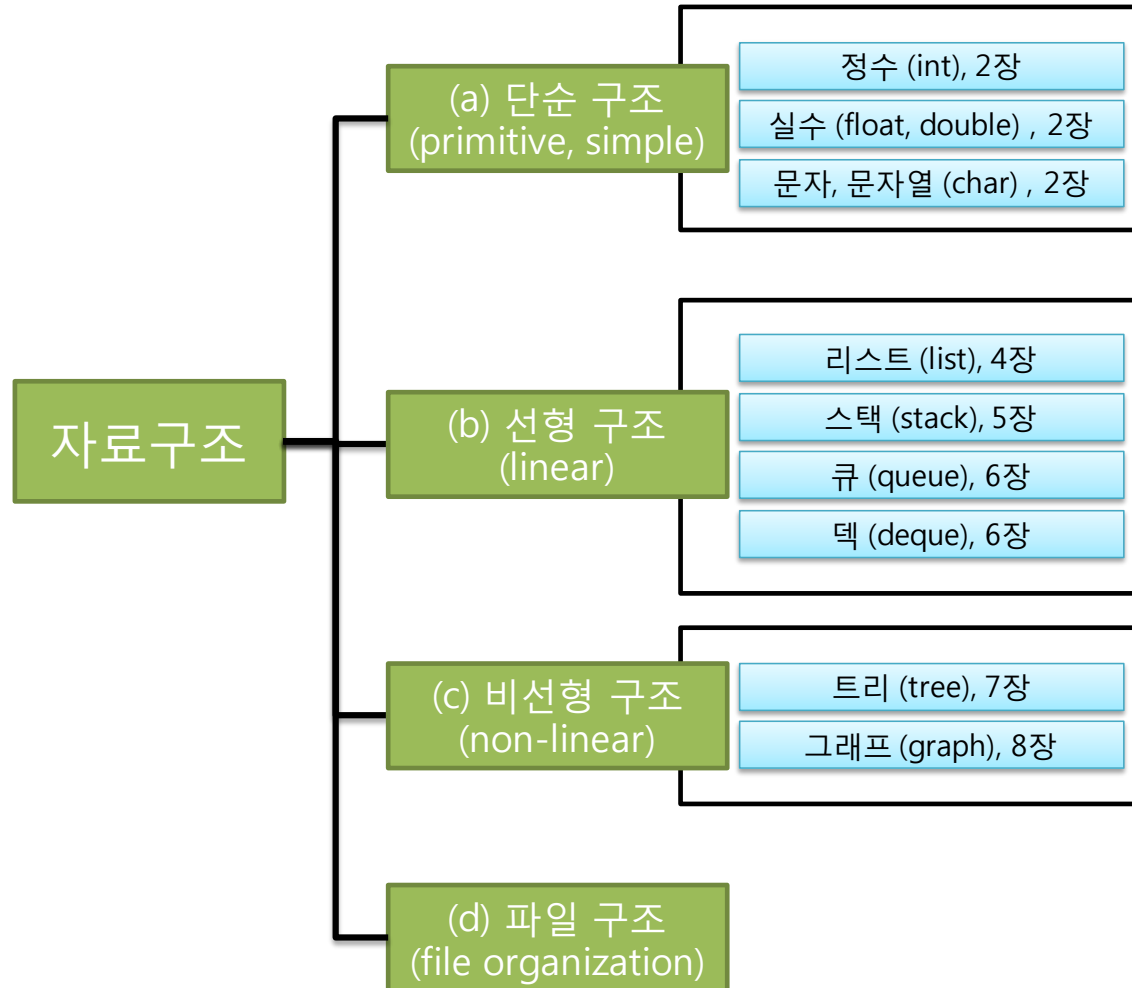 자료구조
(a) 단순 구조
(primitive, simple)
정수 (int), 2장
실수 (float, double) , 2장
문자, 문자열 (char) , 2장
(b) 선형 구조
(linear)
리스트 (list), 4장
스택 (stack), 5장
큐 (queue), 6장
덱 (deque), 6장
(c) 비선형 구조
(non-linear)
트리 (tree), 7장
그래프 (graph), 8장
(d) 파일 구조
(file organization)